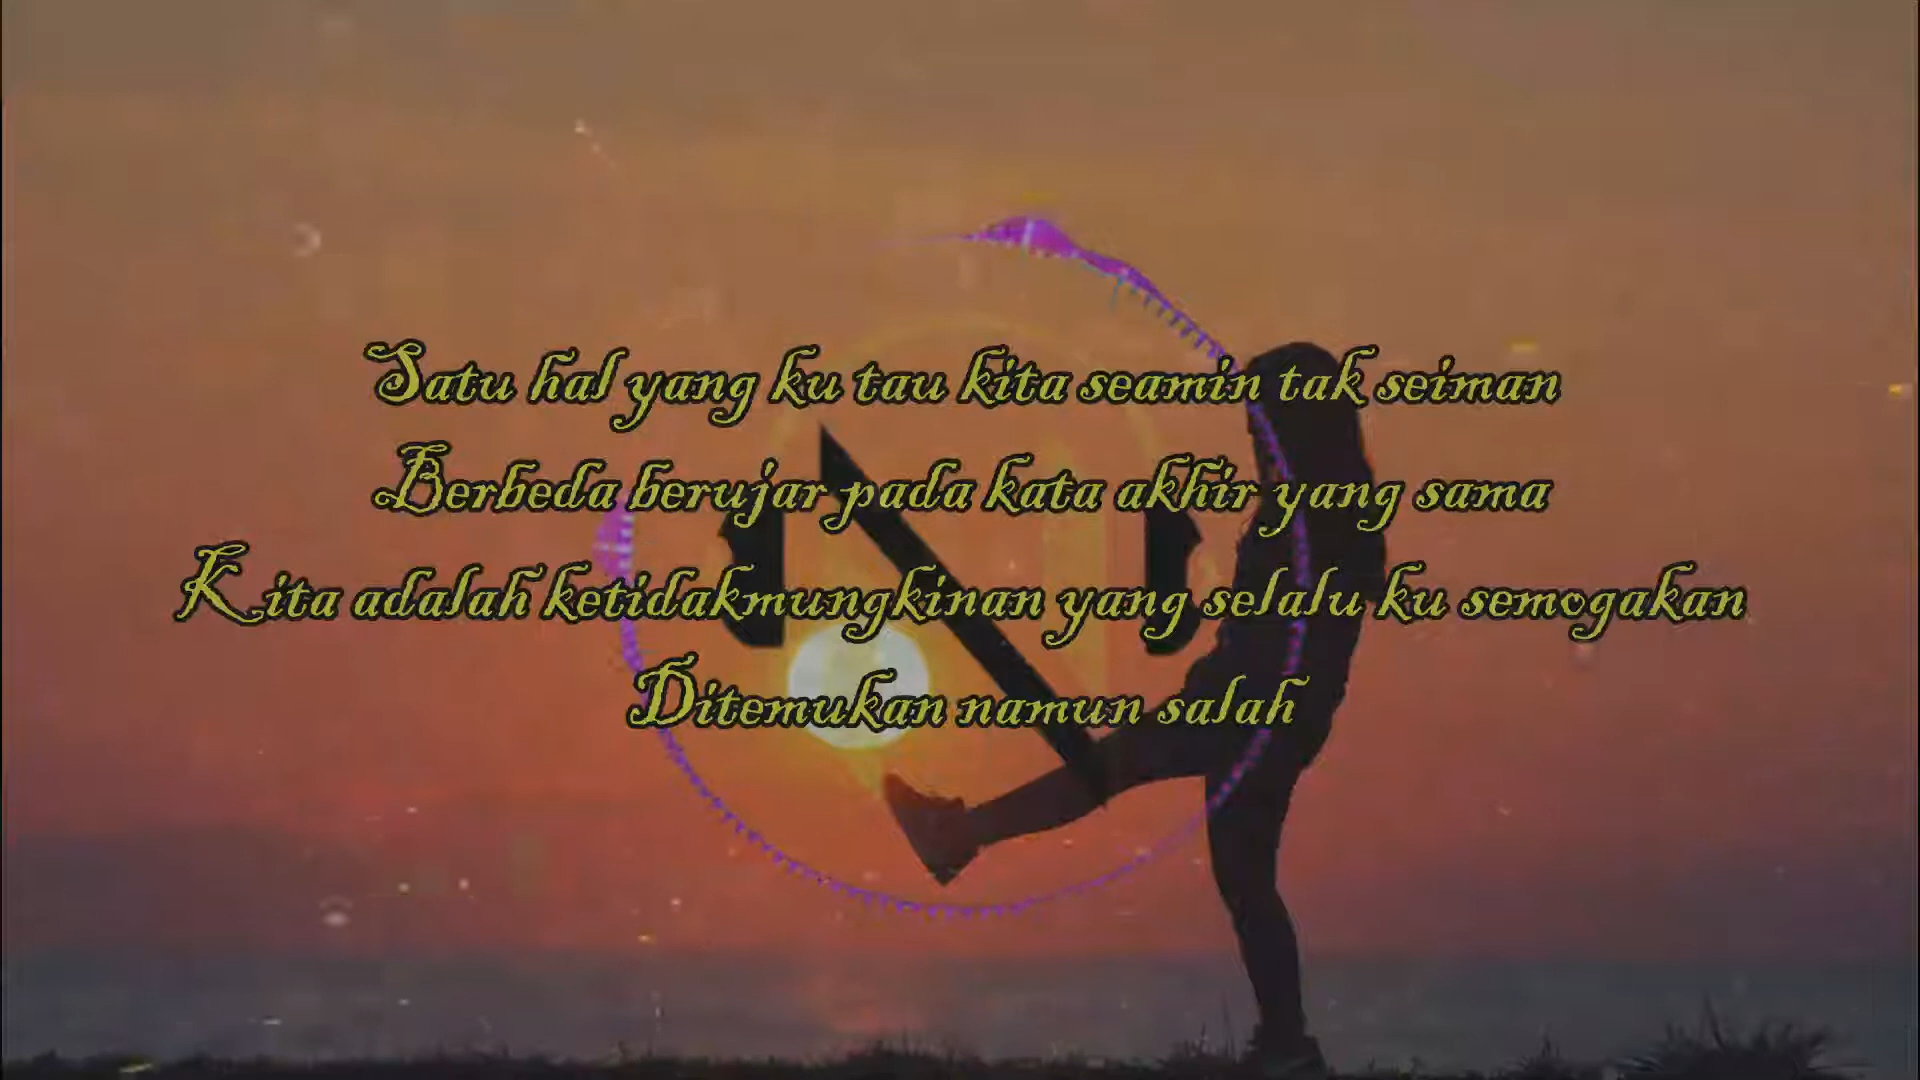 Satu hal yang ku tau kita seamin tak seiman
Berbeda berujar pada kata akhir yang sama
Kita adalah ketidakmungkinan yang selalu ku semogakan
Ditemukan namun salah